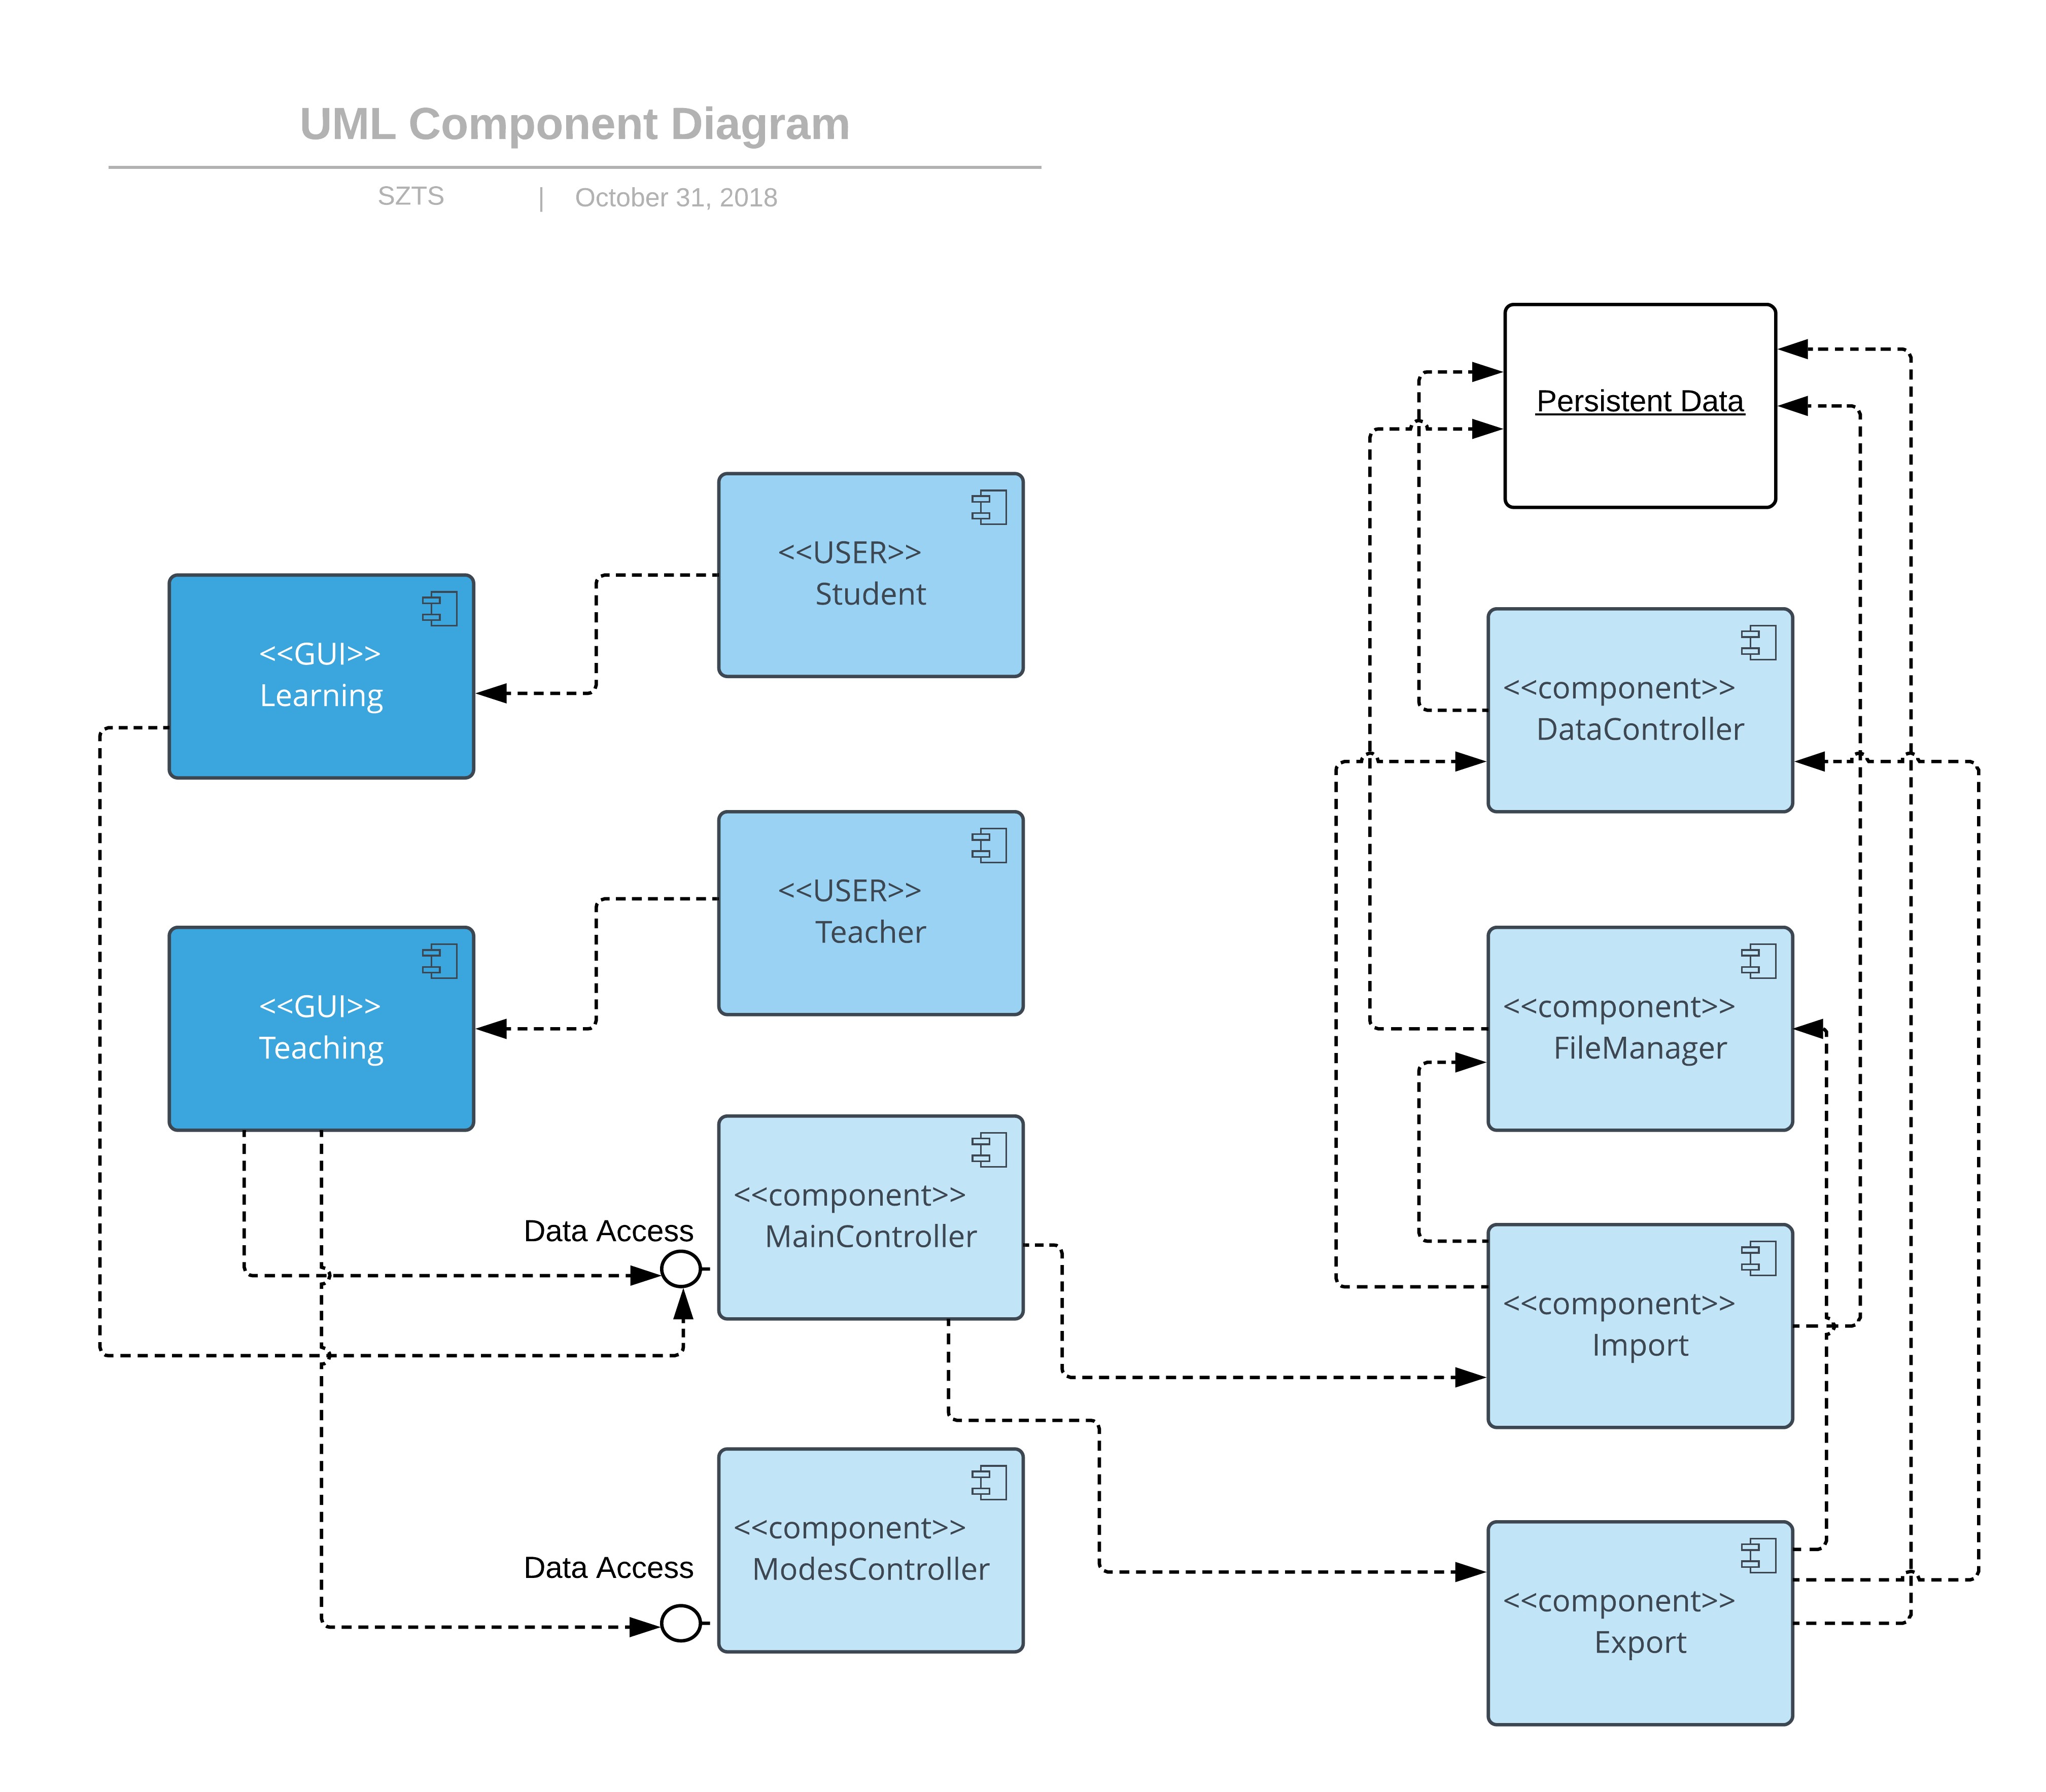 UML Component Diagram
SZTS | October 31, 2018
Persistent Data
<<USER>>
Student
<<GUI>>
Learning
<<component>>
DataController
<<USER>>
Teacher
<<GUI>>
Teaching
<<component>>
FileManager
Data Access
<<component>>
MainController
<<component>>
Import
Data Access
<<component>>
ModesController
<<component>>
Export